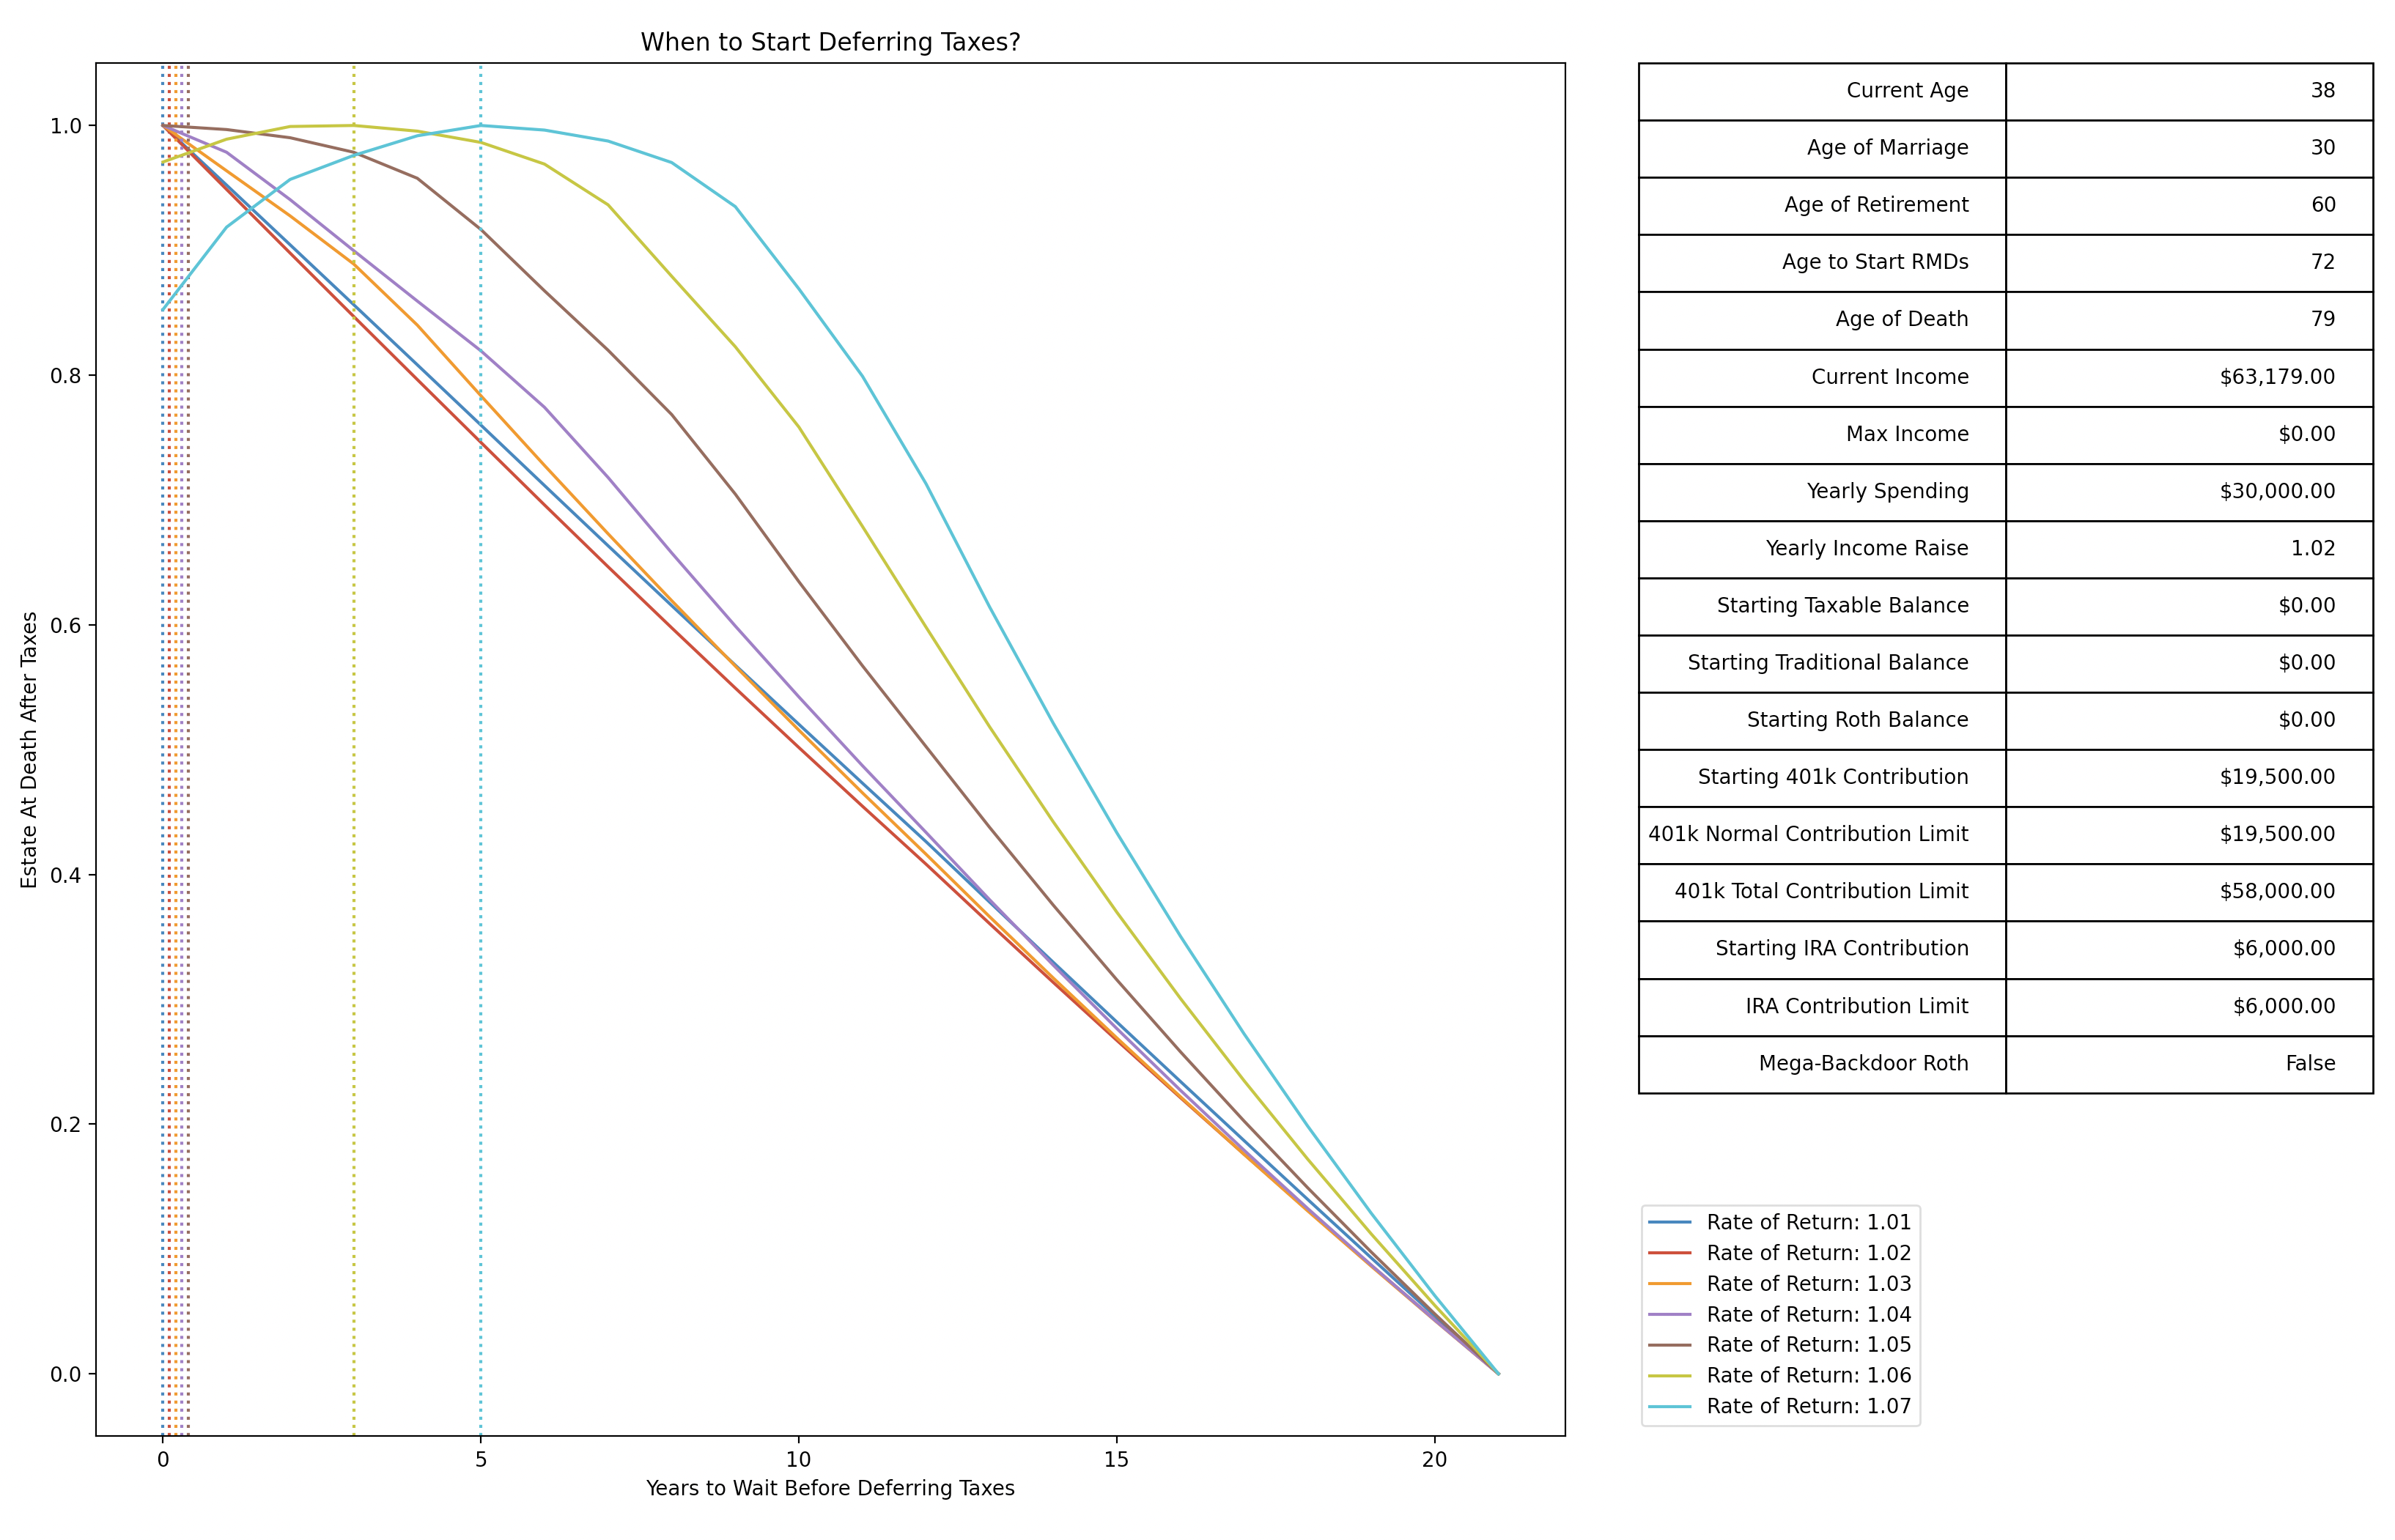 When to Start Deferring Taxes?
Estate At Death After Taxes
1.0
0.8
0.6
0.4
0.2
0.0
0 5 10 15 20
Years to Wait Before Deferring Taxes
Current Age 38
Age of Marriage 30
Age of Retirement 60
Age to Start RMDs 72
Age of Death 79
Current Income $63,179.00
Max Income $0.00
Yearly Spending $30,000.00
Yearly Income Raise 1.02
Starting Taxable Balance $0.00
Starting Traditional Balance $0.00
Starting Roth Balance $0.00
Starting 401k Contribution $19,500.00
401k Normal Contribution Limit $19,500.00
401k Total Contribution Limit $58,000.00
Starting IRA Contribution $6,000.00
IRA Contribution Limit $6,000.00
Mega-Backdoor Roth False
Rate of Return: 1.01
Rate of Return: 1.02
Rate of Return: 1.03
Rate of Return: 1.04
Rate of Return: 1.05
Rate of Return: 1.06
Rate of Return: 1.07